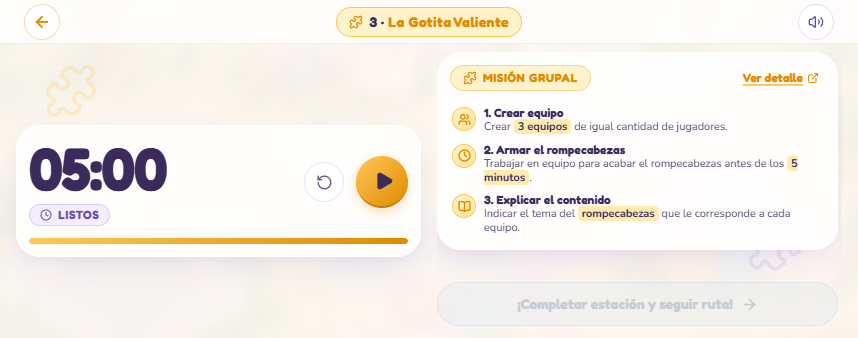 3 · La Gotita Valiente
05:00
LISTOS
MISIÓN GRUPAL
Ver detalle
1. Crear equipo
Crear 3 equipos de igual cantidad de jugadores.
2. Armar el rompecabezas
Trabajar en equipo para acabar el rompecabezas antes de los 5
minutos .
3. Explicar el contenido
Indicar el tema del rompecabezas que le corresponde a cada
equipo.
¡Completar estación y seguir ruta!